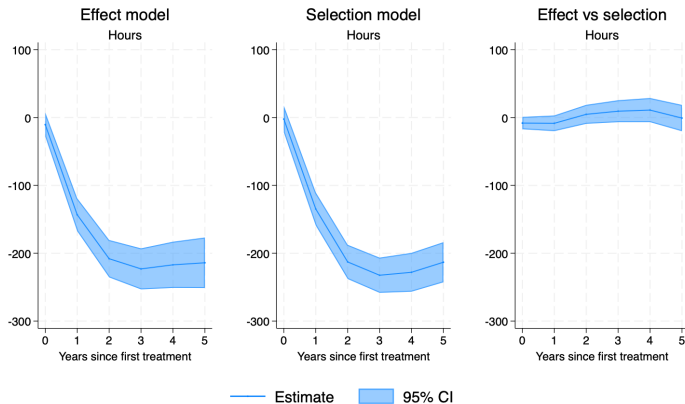 Effect model
Hours
100
0
-100
-200
-300
0 1 2 3 4 5
Years since first treatment
Selection model
Hours
100
0
-100
-200
-300
0 1 2 3 4 5
Years since first treatment
Effect vs selection
Hours
100
0
-100
-200
-300
0 1 2 3 4 5
Years since first treatment
Estimate 95% CI